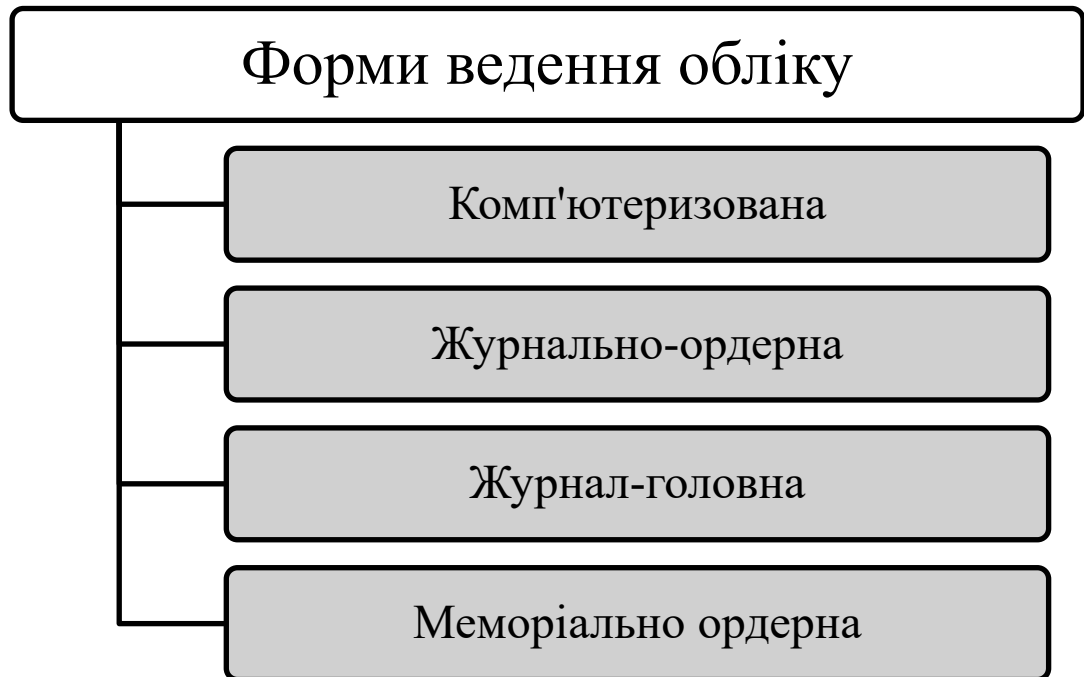 Форми ведення обліку
Комп'ютеризована
Журнально-ордерна
Журнал-головна
Меморіально ордерна